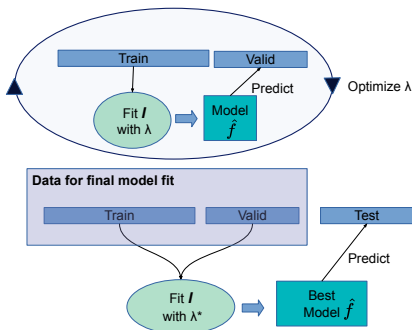 Train
Valid
Predict
Optimize λ
Fit I
with λ
Model
f̂
Data for final model fit
Train
Valid
Test
Predict
Fit I
with λ*
Best
Model f̂